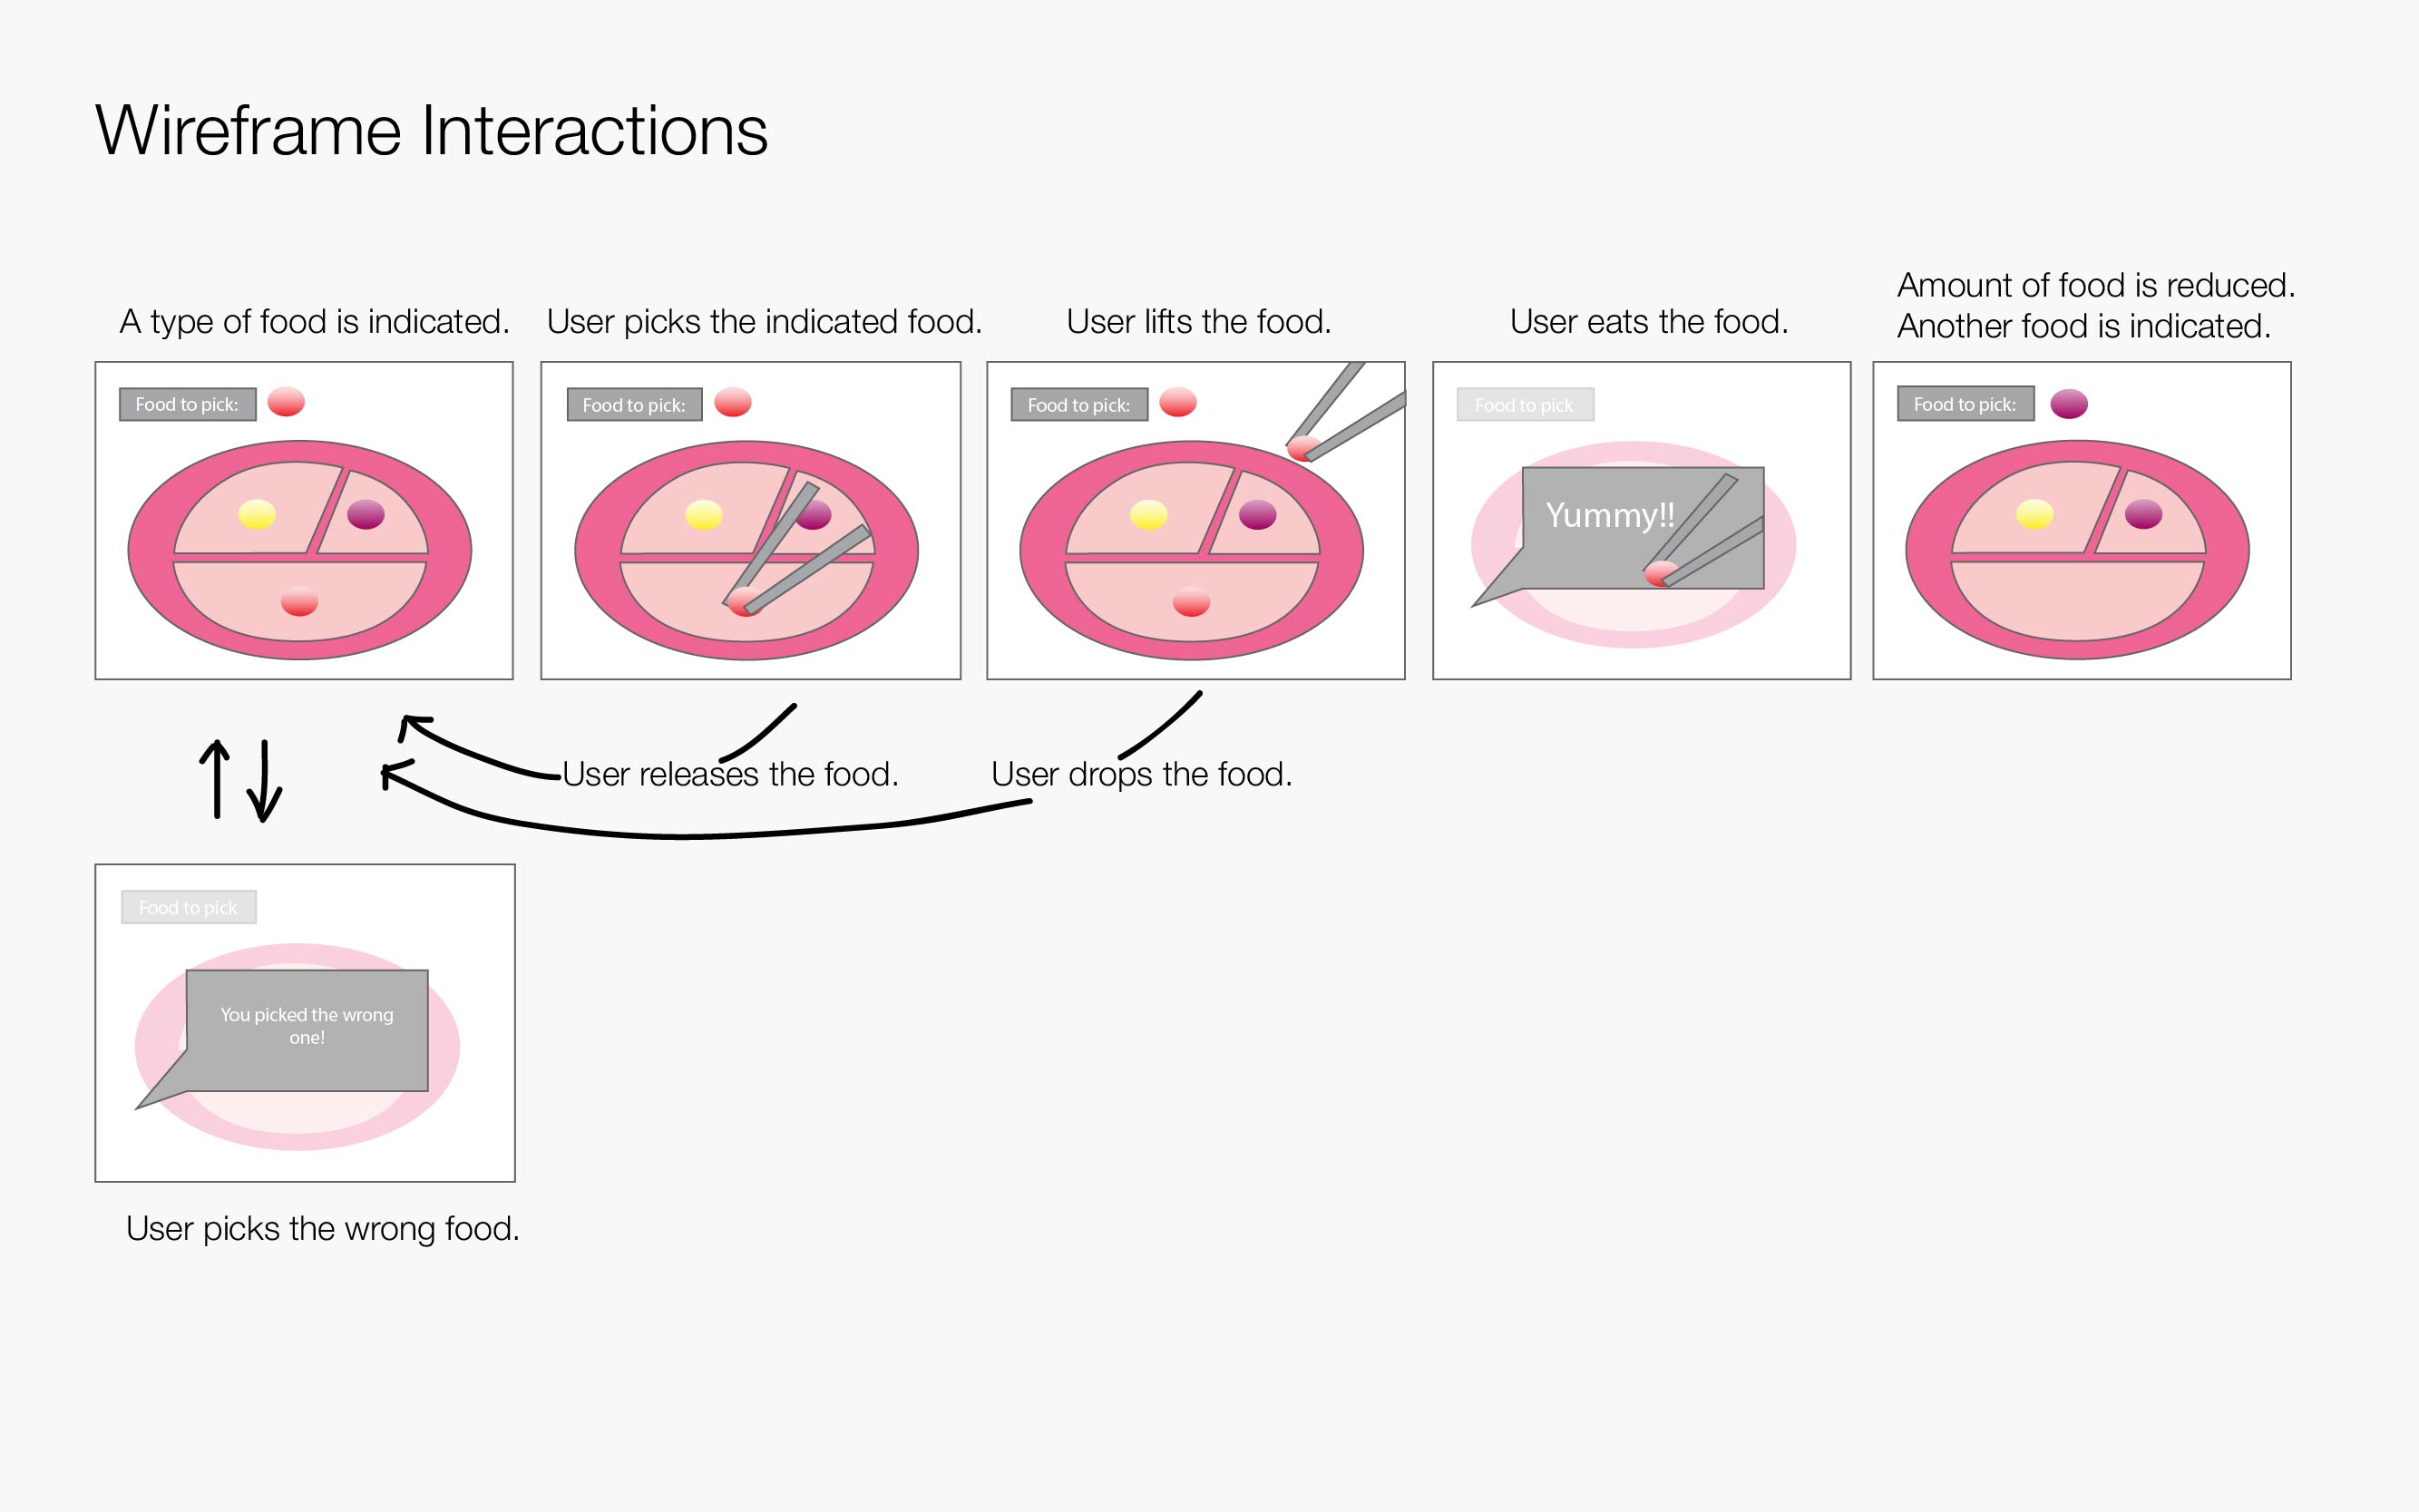 Wireframe Interactions
A type of food is indicated.
User picks the indicated food.
User lifts the food.
User eats the food.
Amount of food is reduced.
Another food is indicated.
Food to pick:
Food to pick:
Food to pick:
Food to pick
Yummy!!
Food to pick:
User releases the food.
User drops the food.
Food to pick
You picked the wrong
one!
User picks the wrong food.